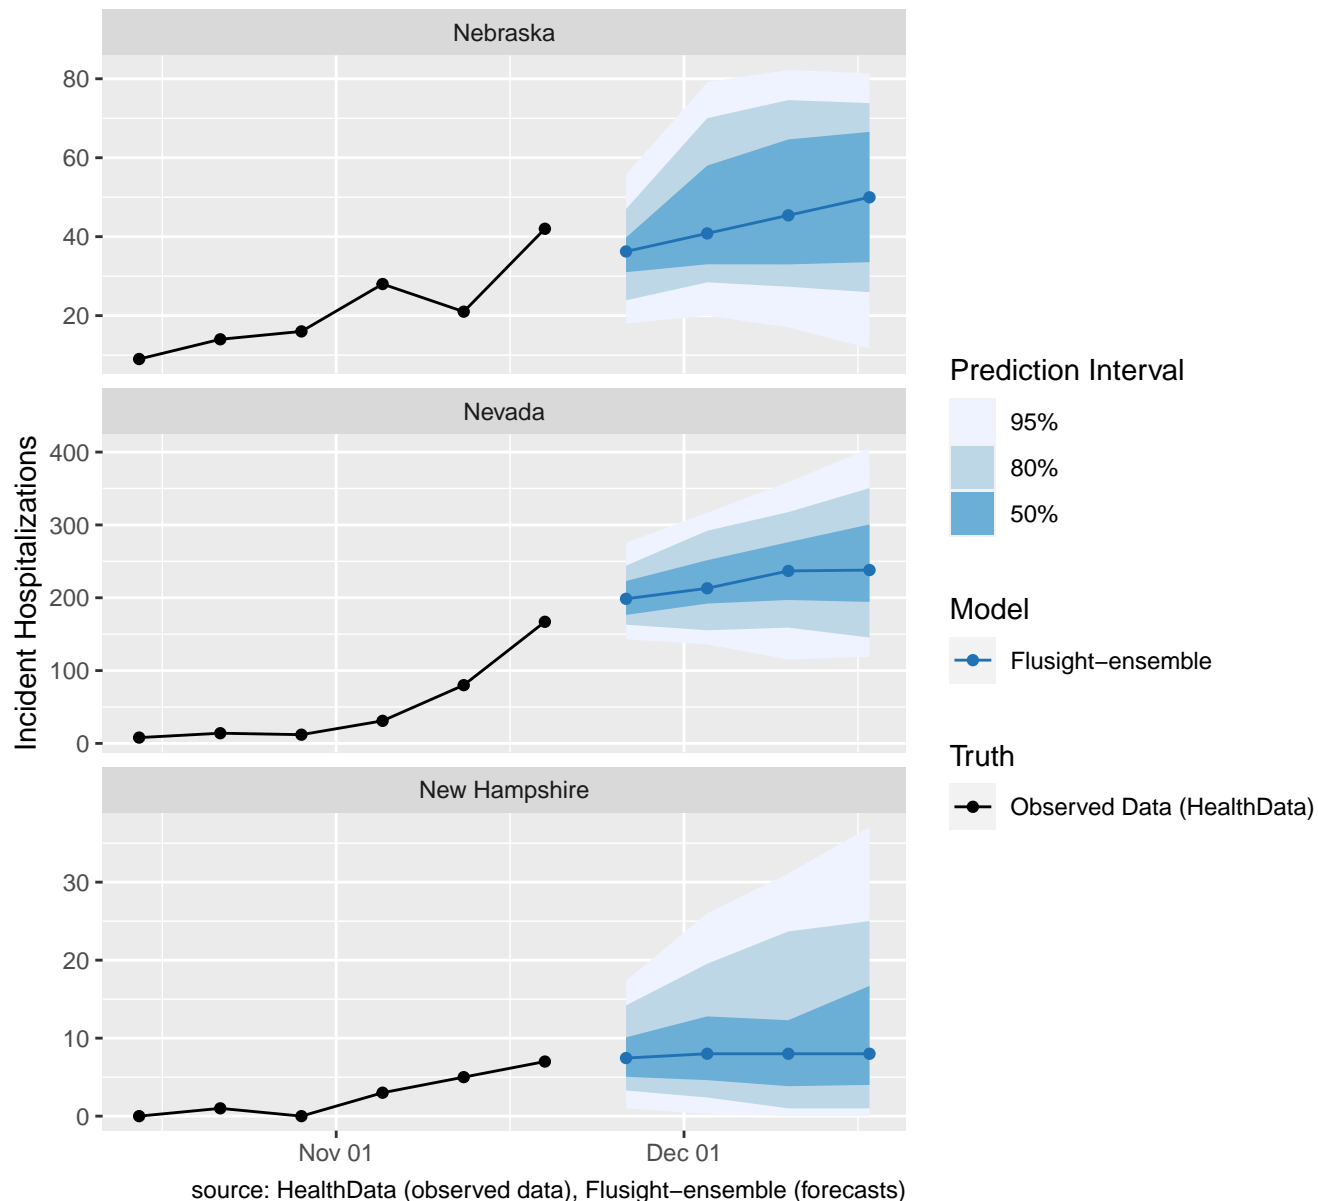 Nebraska
80
60
40
20
Nevada
400
300
200
100
0
New Hampshire
30
20
10
0
Nov 01
Dec 01
Incident Hospitalizations
source: HealthData (observed data), Flusight−ensemble (forecasts)
Prediction Interval
95%
80%
50%
Model
Flusight−ensemble
Truth
Observed Data (HealthData)